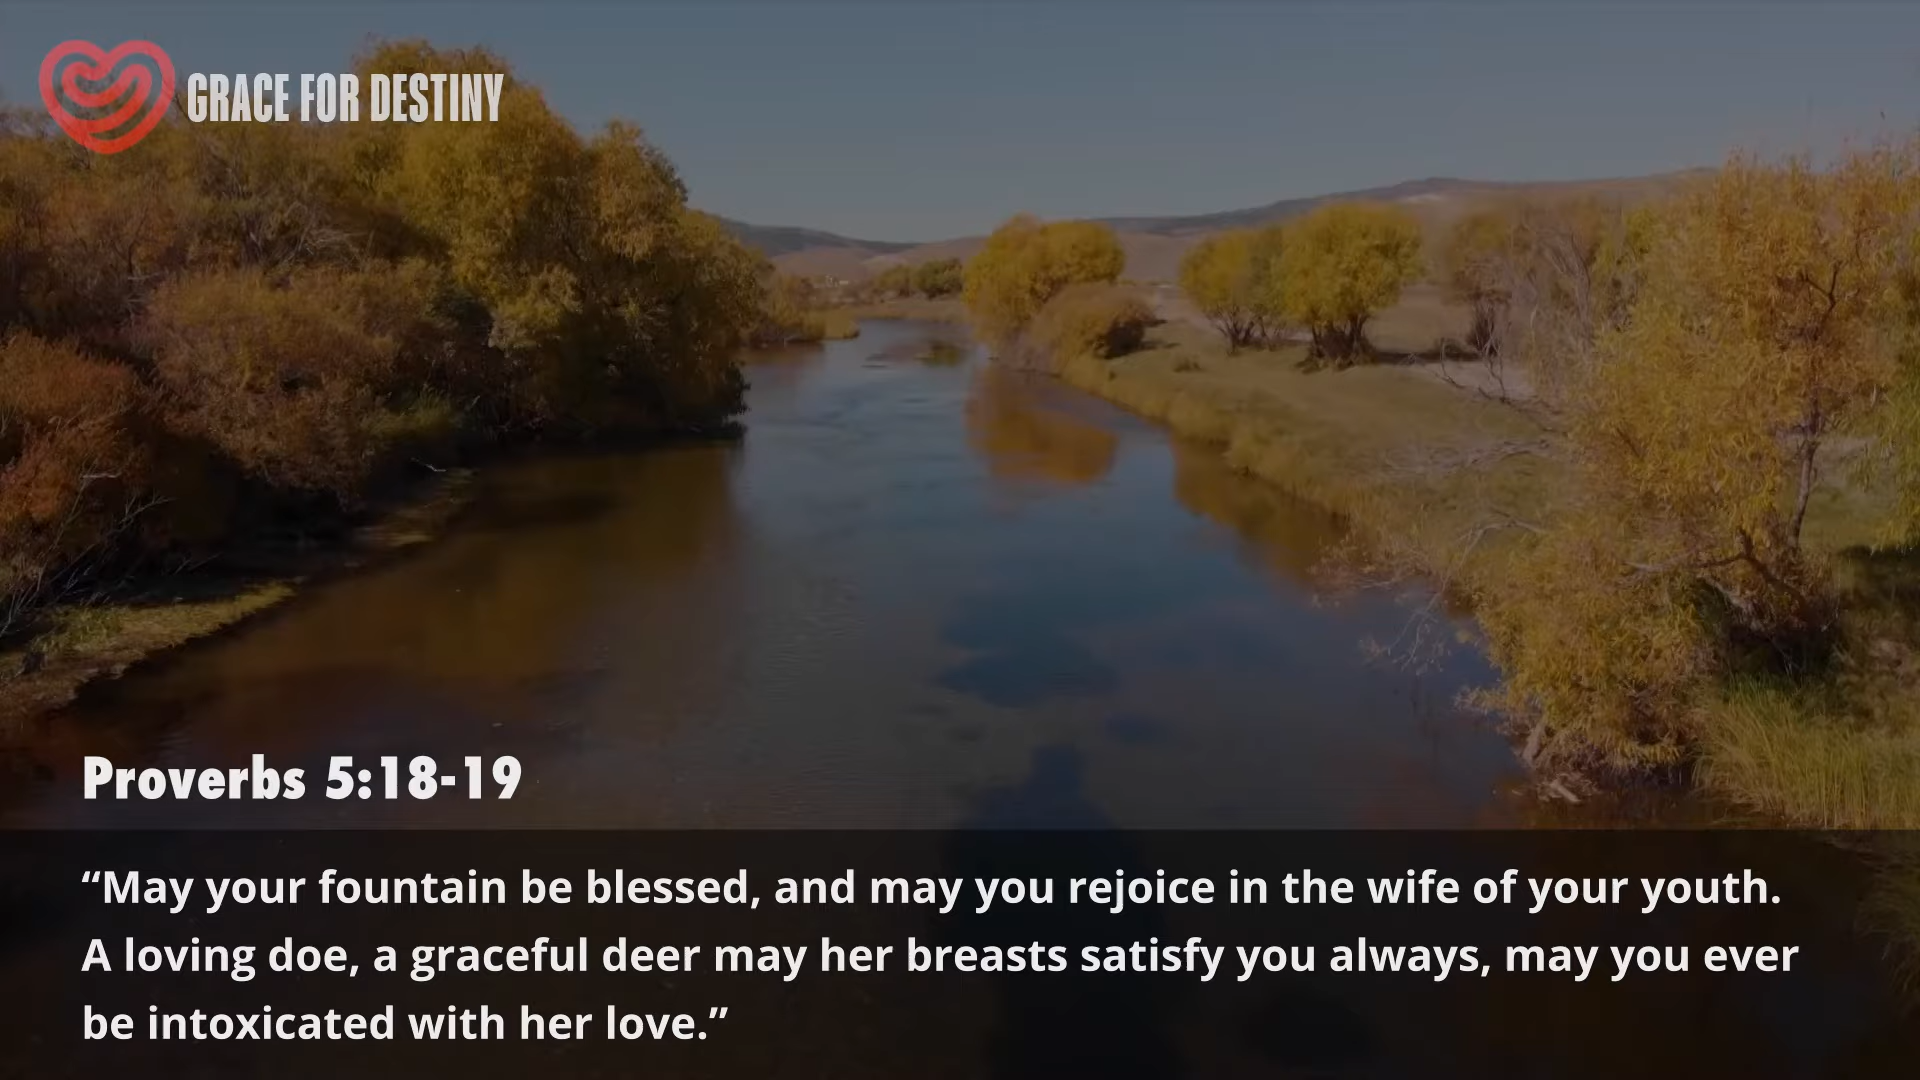 GRACE FOR DESTINY
Proverbs 5:18-19
“May your fountain be blessed, and may you rejoice in the wife of your youth.
A loving doe, a graceful deer may her breasts satisfy you always, may you ever
be intoxicated with her love.”